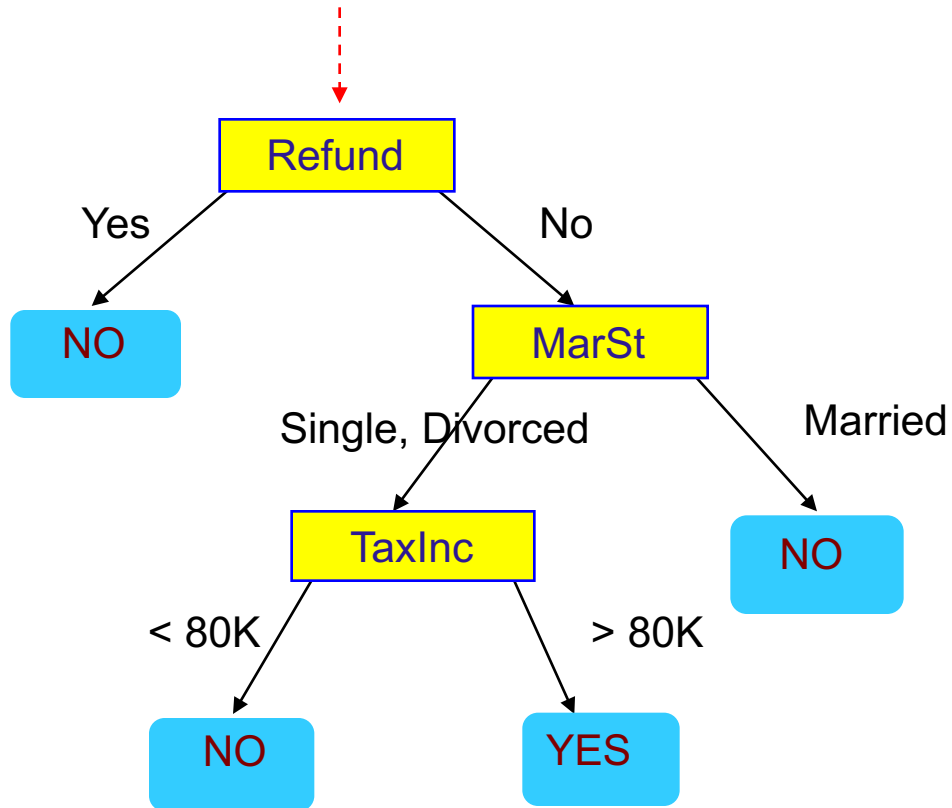 Refund
Yes
No
NO
MarSt
Single, Divorced
Married
TaxInc
NO
< 80K
> 80K
NO
YES